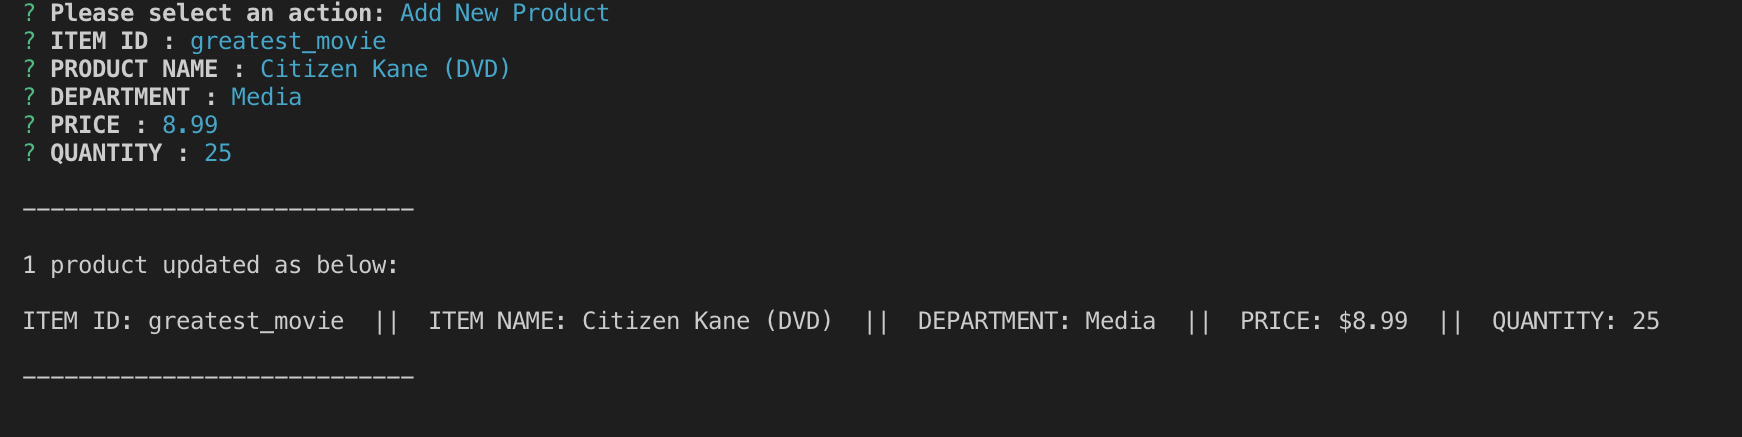 ? Please select an action: Add New Product
? ITEM ID : greatest_movie
? PRODUCT NAME : Citizen Kane (DVD)
? DEPARTMENT : Media
? PRICE : 8.99
? QUANTITY : 25
____________________________
1 product updated as below:
ITEM ID: greatest_movie  ||  ITEM NAME: Citizen Kane (DVD)  ||  DEPARTMENT: Media  ||  PRICE: $8.99  ||  QUANTITY: 25
____________________________